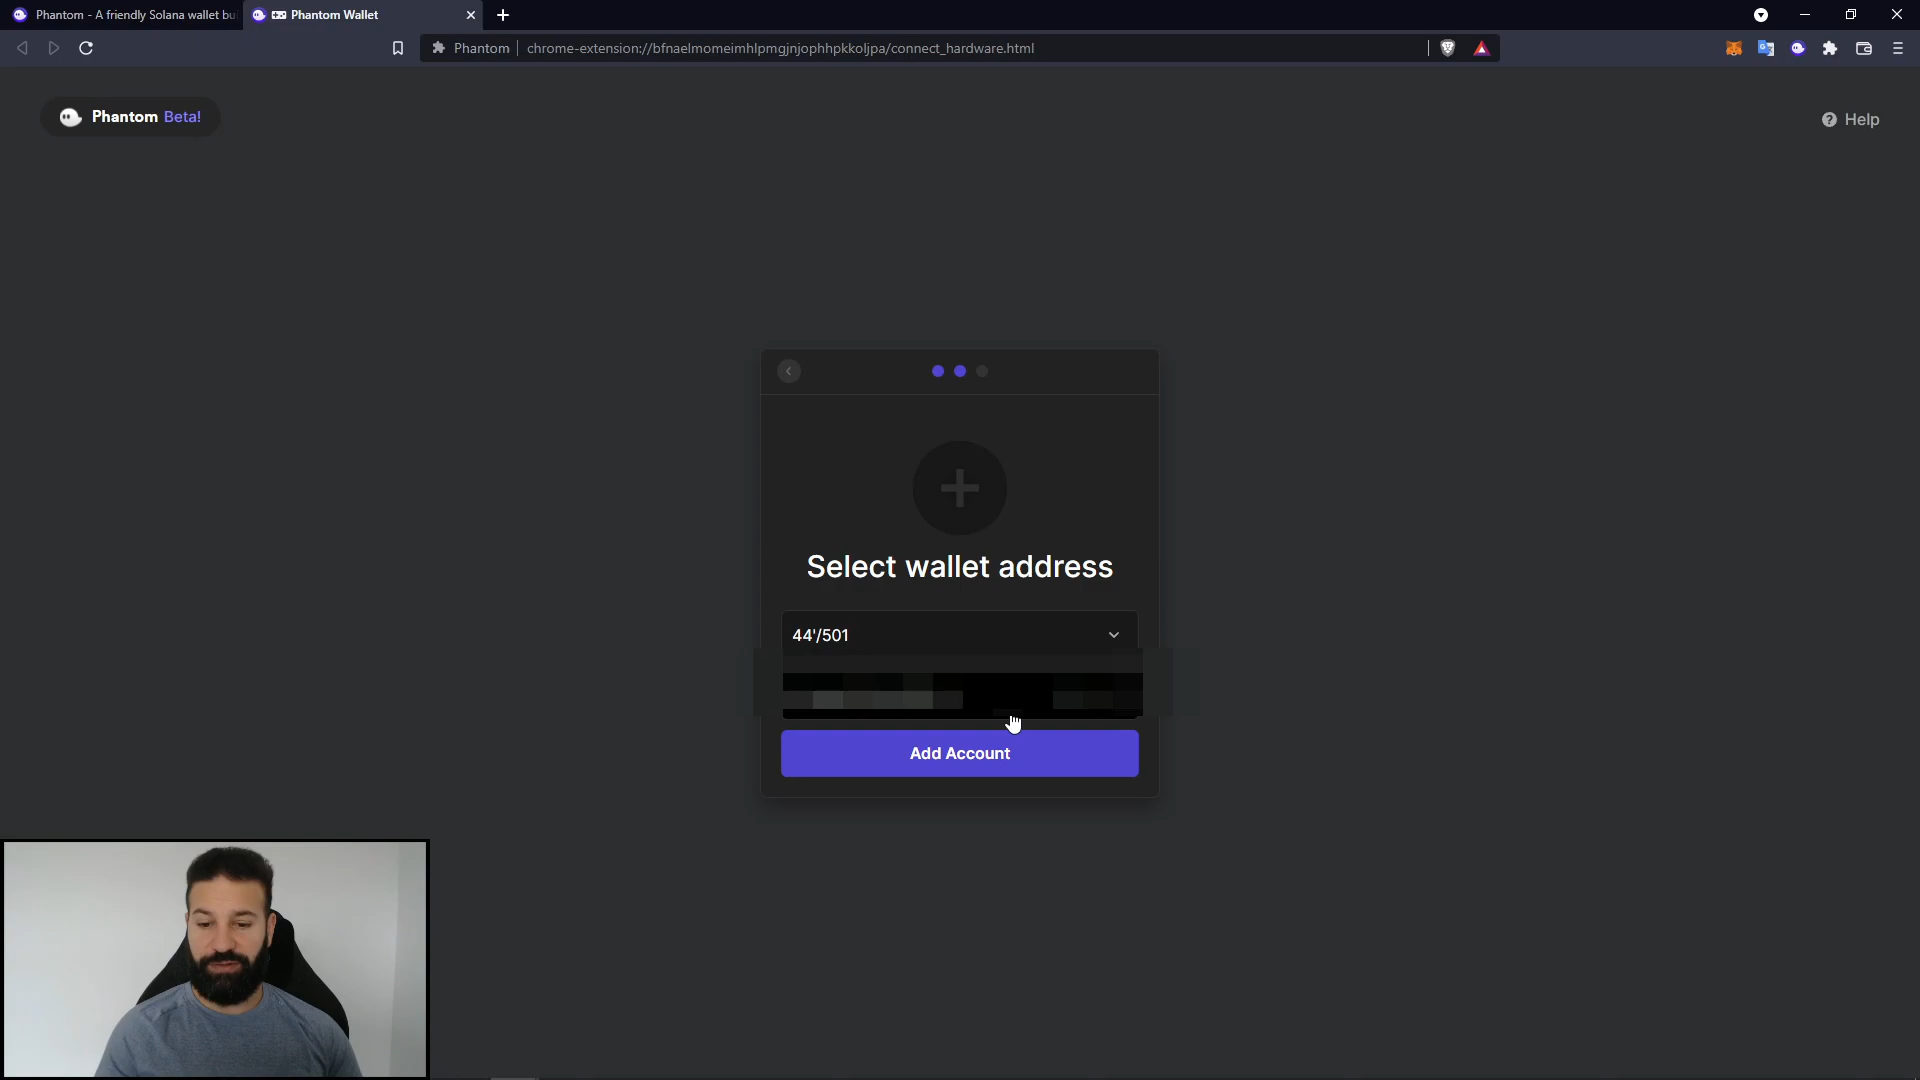 Phantom - A friendly Solana wallet bu
Phantom Wallet
Phantom
chrome-extension://bfnaelmomeimhlpmgjnjophhpkkoljpa/connect_hardware.html
Phantom Beta!
Help
Select wallet address
44'/501
Add Account